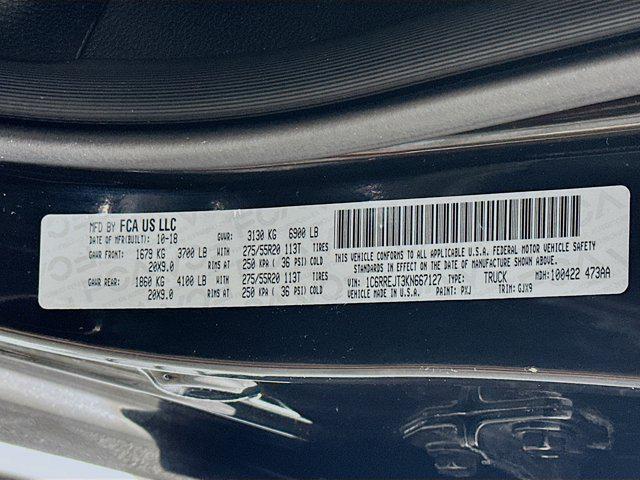 MFD BY FCA US LLC
DATE OF MFR(BUILT): 10-18 GVWR: 3130 KG 6900 LB
GAWR FRONT: 1679 KG 3700 LB WITH 275/55R20 113T TIRES
20X9.0 RIMS AT 250 KPA ( 36 PSI) COLD
GAWR REAR: 1860 KG 4100 LB WITH 275/55R20 113T TIRES
20X9.0 RIMS AT 250 KPA ( 36 PSI) COLD
THIS VEHICLE CONFORMS TO ALL APPLICABLE U.S.A. FEDERAL MOTOR VEHICLE SAFETY
STANDARDS IN EFFECT ON THE DATE OF MANUFACTURE SHOWN ABOVE.
VIN: 1C6RREJT3KN667127 TYPE: TRUCK MDH: 100422 473AA
VEHICLE MADE IN U.S.A. PAINT: PXJ TRIM: GJX9